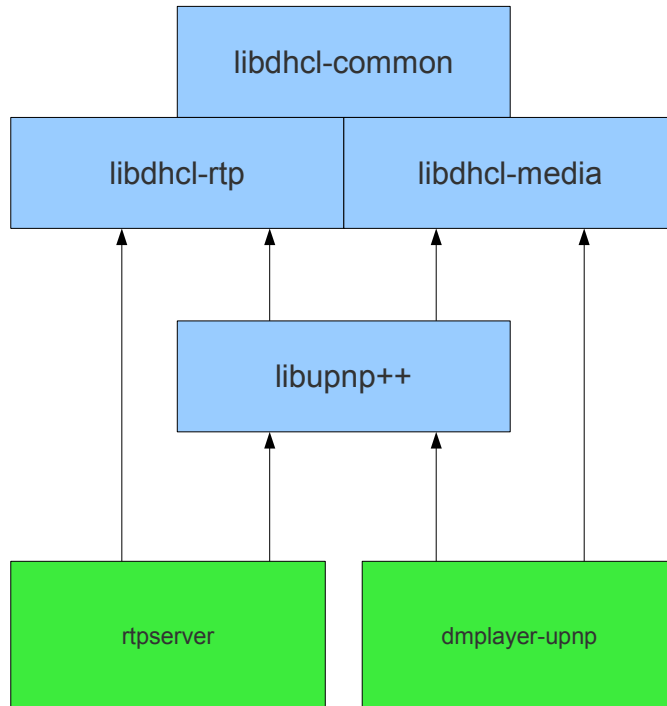 libdhcl-common
libdhcl-rtp
libdhcl-media
libupnp++
rtpserver
dmplayer-upnp